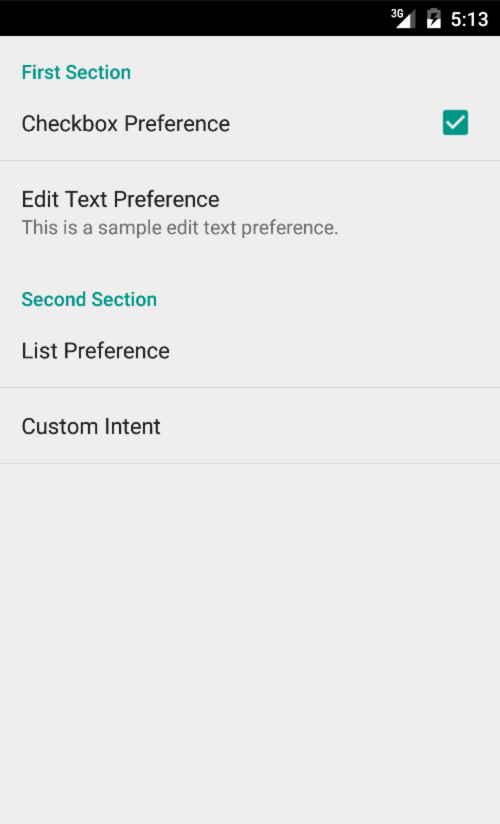 3G 5:13
First Section
Checkbox Preference
Edit Text Preference
This is a sample edit text preference.
Second Section
List Preference
Custom Intent